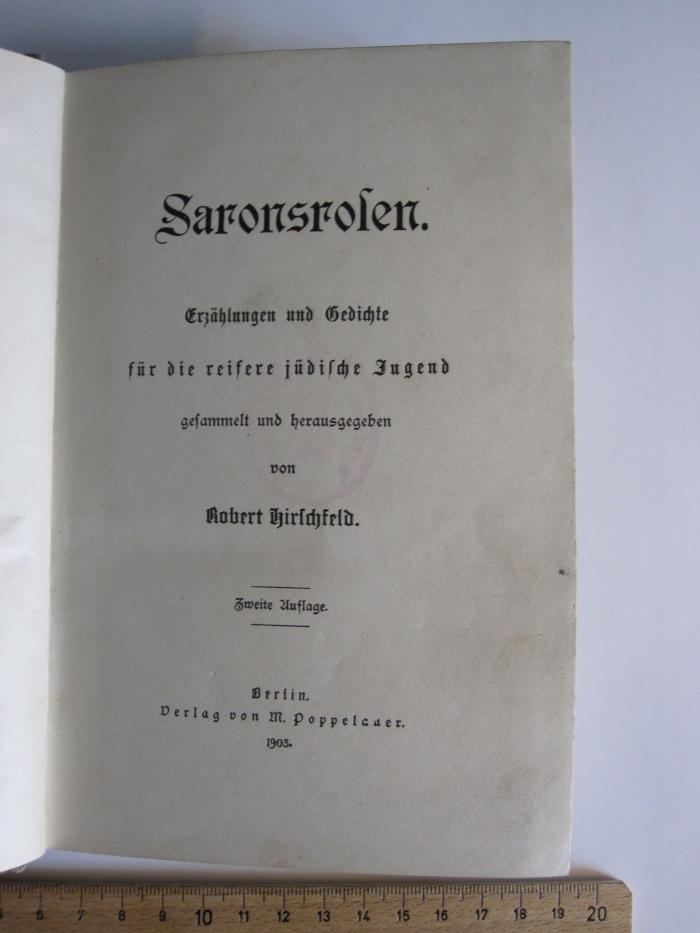 Saronsroſen.
Erzählungen und Gedichte
für die reifere jüdiſche Jugend
geſammelt und herausgegeben
von
Robert Hirſchfeld.
Zweite Auflage.
Berlin.
Verlag von M. Poppelauer.
1903.
6 7 8 9 10 11 12 13 14 15 16 17 18 19 20